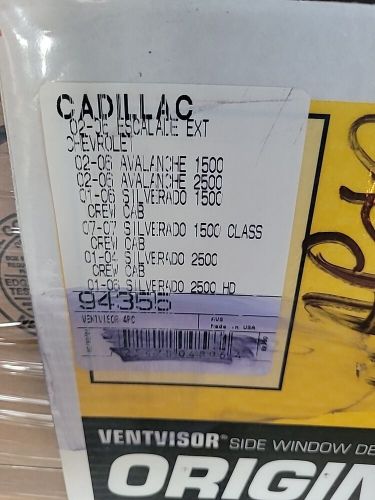 CADILLAC
02-06 ESCALADE EXT
CHEVROLET
02-06 AVALANCHE 1500
02-06 AVALANCHE 2500
01-06 SILVERADO 1500
CREW CAB
07-07 SILVERADO 1500 CLASS
CREW CAB
01-04 SILVERADO 2500
CREW CAB
01-06 SILVERADO 2500 HD
94356
VENTVISOR 4PC
AVS
Made in USA
VENTVISOR® SIDE WINDOW DE
ORIGIN